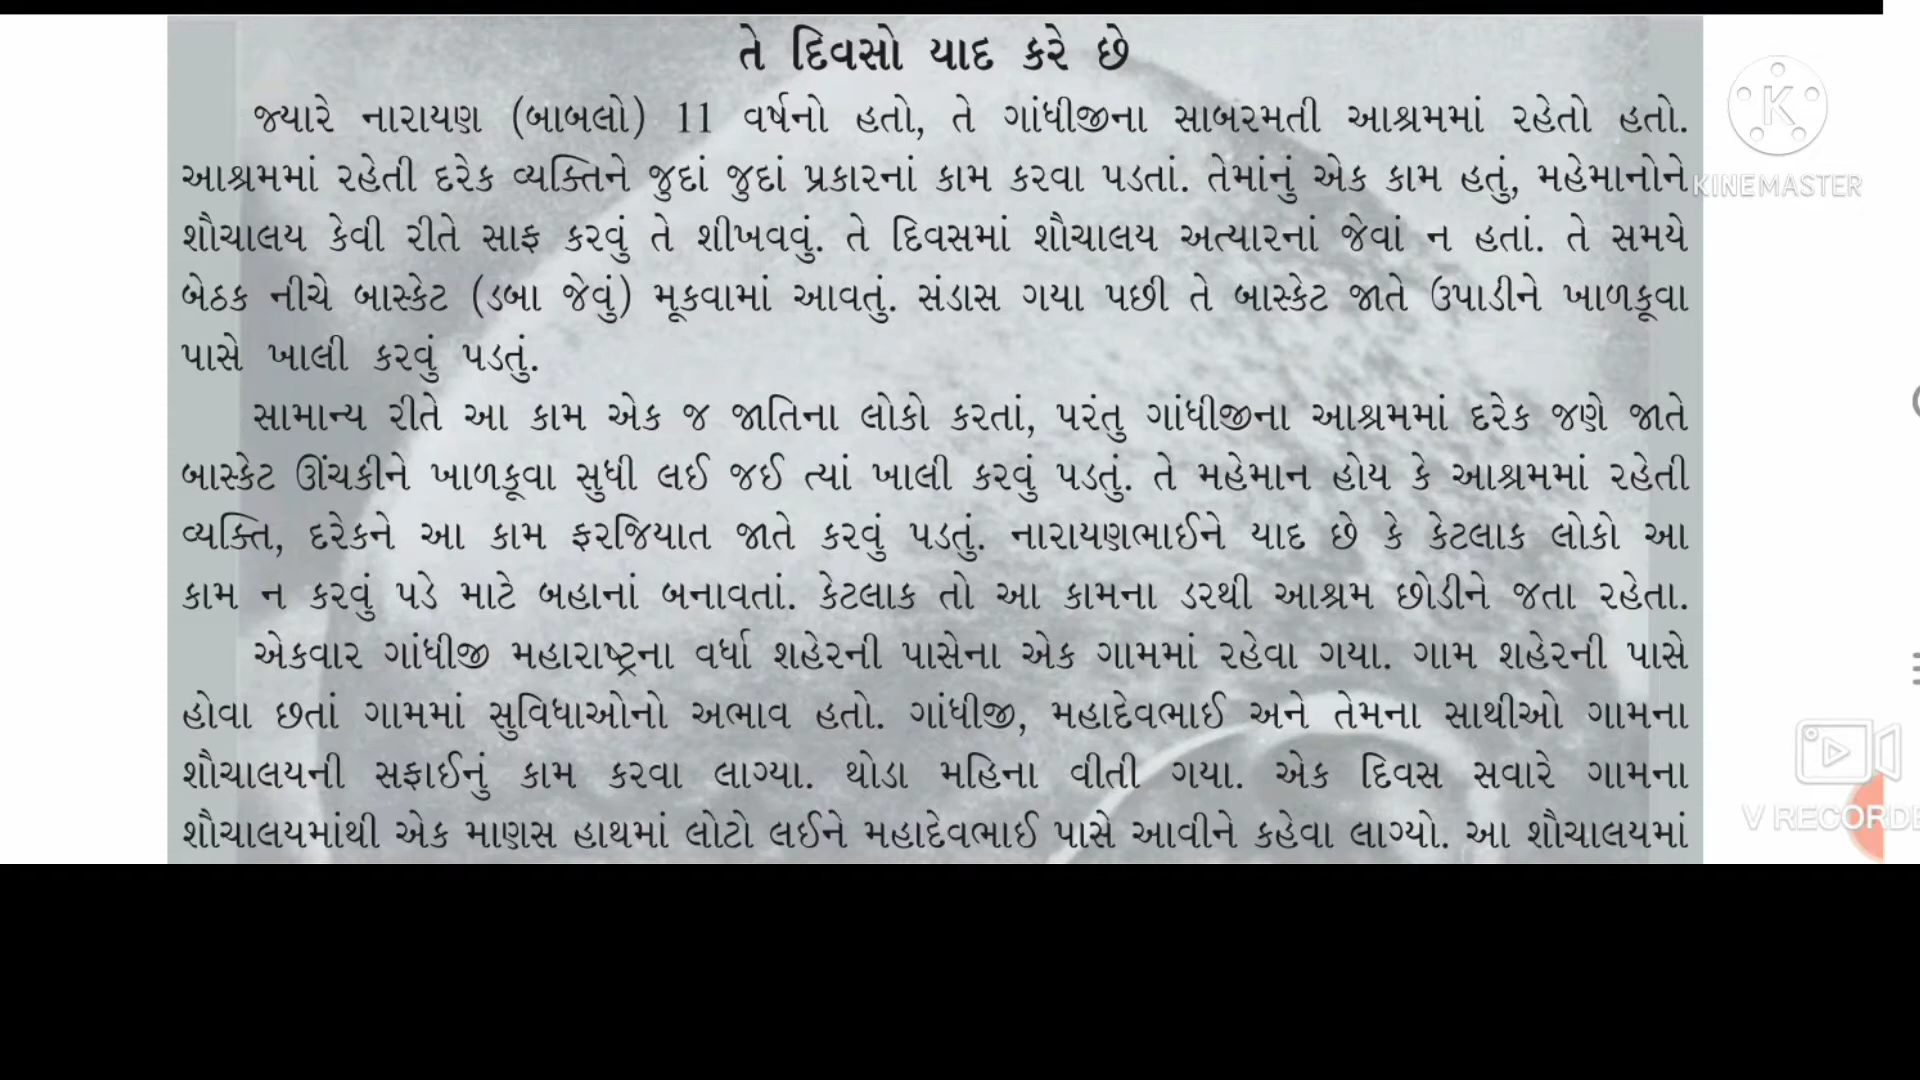 તે દિવસો યાદ કરે છે
જ્યારે નારાયણ (બાબલો) 11 વર્ષનો હતો, તે ગાંધીજીના સાબરમતી આશ્રમમાં રહેતો હતો.
આશ્રમમાં રહેતી દરેક વ્યક્તિને જુદાં જુદાં પ્રકારનાં કામ કરવા પડતાં. તેમાંનું એક કામ હતું, મહેમાનોને
શૌચાલય કેવી રીતે સાફ કરવું તે શીખવવું. તે દિવસમાં શૌચાલય અત્યારનાં જેવાં ન હતાં. તે સમયે
બેઠક નીચે બાસ્કેટ (ડબા જેવું) મૂકવામાં આવતું. સંડાસ ગયા પછી તે બાસ્કેટ જાતે ઉપાડીને ખાળકૂવા
પાસે ખાલી કરવું પડતું.
સામાન્ય રીતે આ કામ એક જ જાતિના લોકો કરતાં, પરંતુ ગાંધીજીના આશ્રમમાં દરેક જણે જાતે
બાસ્કેટ ઊંચકીને ખાળકૂવા સુધી લઈ જઈ ત્યાં ખાલી કરવું પડતું. તે મહેમાન હોય કે આશ્રમમાં રહેતી
વ્યક્તિ, દરેકને આ કામ ફરજિયાત જાતે કરવું પડતું. નારાયણભાઈને યાદ છે કે કેટલાક લોકો આ
કામ ન કરવું પડે માટે બહાનાં બનાવતાં. કેટલાક તો આ કામના ડરથી આશ્રમ છોડીને જતા રહેતા.
એકવાર ગાંધીજી મહારાષ્ટ્રના વર્ધા શહેરની પાસેના એક ગામમાં રહેવા ગયા. ગામ શહેરની પાસે
હોવા છતાં ગામમાં સુવિધાઓનો અભાવ હતો. ગાંધીજી, મહાદેવભાઈ અને તેમના સાથીઓ ગામના
શૌચાલયની સફાઈનું કામ કરવા લાગ્યા. થોડા મહિના વીતી ગયા. એક દિવસ સવારે ગામના
શૌચાલયમાંથી એક માણસ હાથમાં લોટો લઈને મહાદેવભાઈ પાસે આવીને કહેવા લાગ્યો. આ શૌચાલયમાં
K
KINEMASTER
V RECORDE